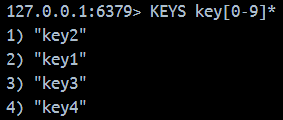 127.0.0.1:6379> KEYS key[0-9]*
1) "key2"
2) "key1"
3) "key3"
4) "key4"